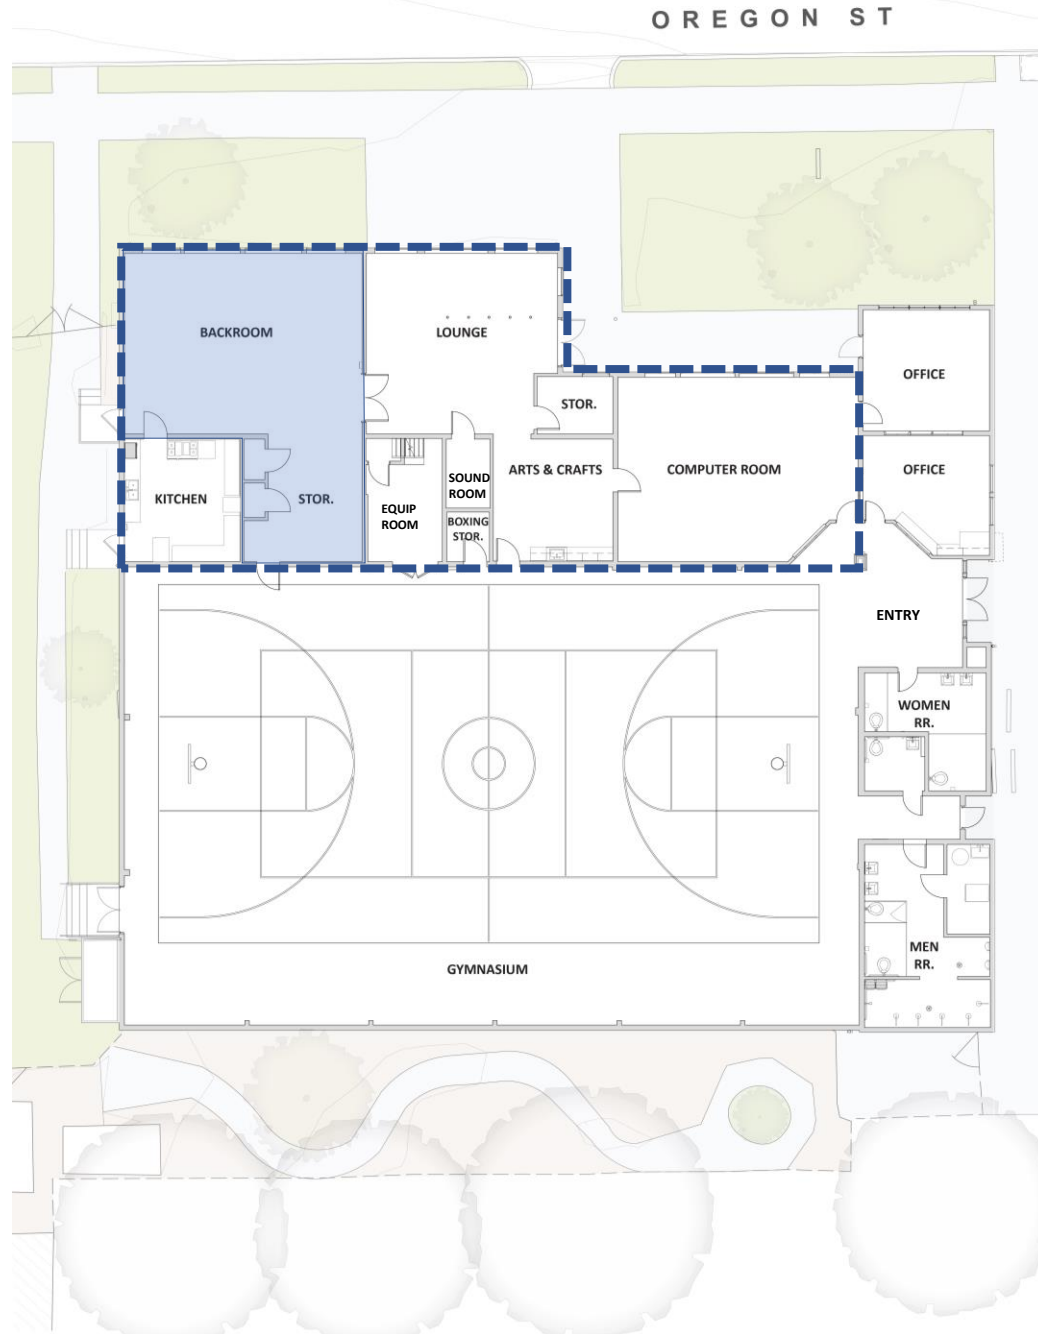 OREGON ST
BACKROOM
LOUNGE
OFFICE
STOR.
OFFICE
ARTS & CRAFTS
COMPUTER ROOM
KITCHEN
STOR.
SOUND
ROOM
EQUIP
ROOM
BOXING
STOR.
ENTRY
WOMEN
RR.
MEN
RR.
GYMNASIUM